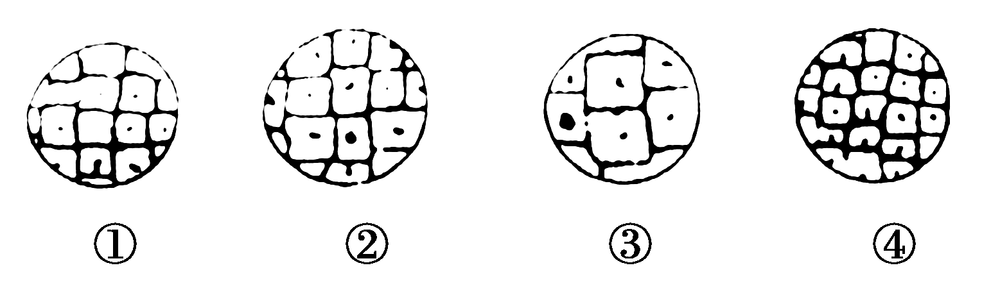 ① ② ③ ④